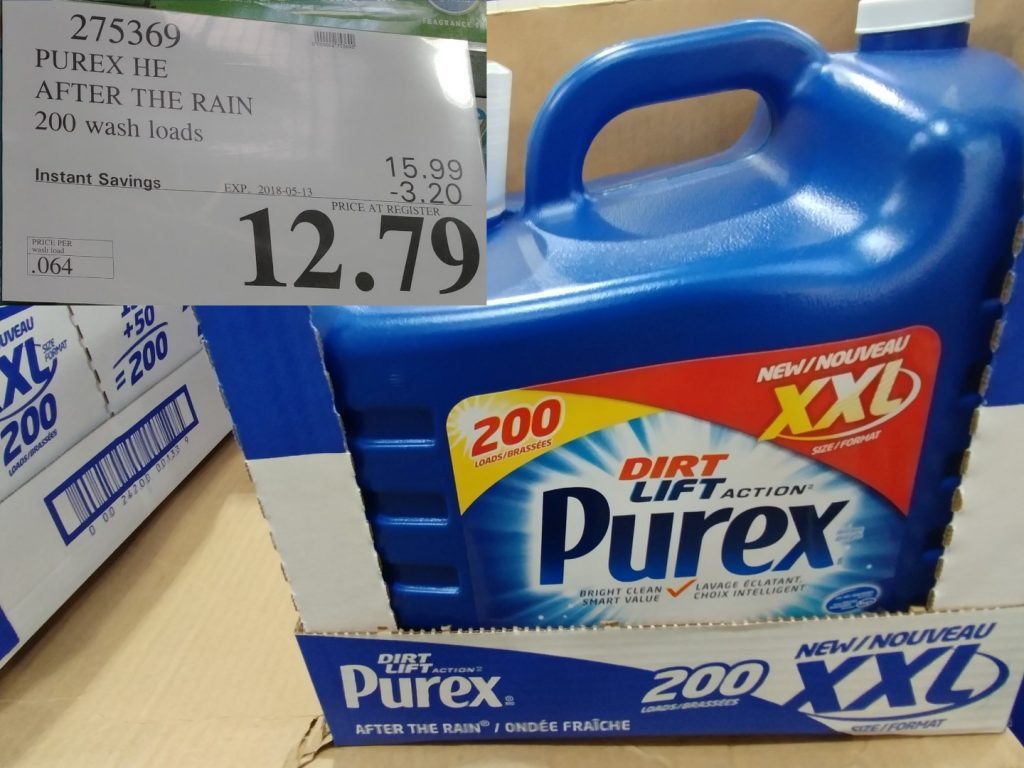 FRAGRANCE
275369
PUREX HE
AFTER THE RAIN
200 wash loads
15.99
Instant Savings EXP. 2018-05-13 -3.20
PRICE AT REGISTER
12.79
PRICE PER
wash load
.064
NEW/NOUVEAU
XXL
SIZE/FORMAT
200
LOADS/BRASSÉES
DIRT
LIFT ACTION
Purex
BRIGHT CLEAN
SMART VALUE
LAVAGE ÉCLATANT,
CHOIX INTELLIGENT
+50
=200
SIZE
FORMAT
200
LOADS/BRASSÉES
DIRT
LIFT ACTION
Purex
AFTER THE RAIN® / ONDÉE FRAÎCHE
200
LOADS/BRASSÉES
NEW/NOUVEAU
XXL
SIZE/FORMAT